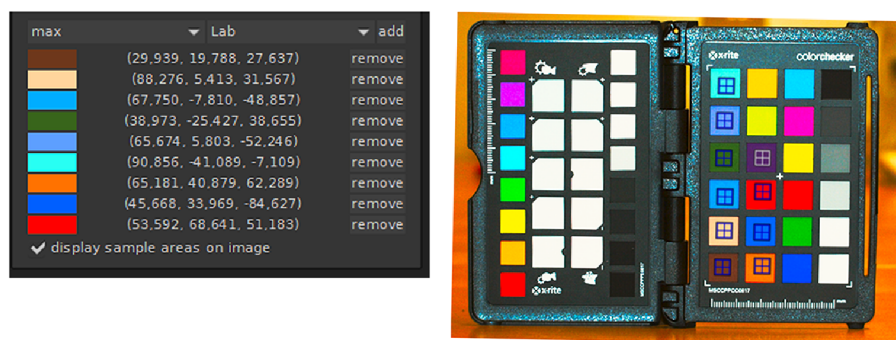 max Lab add
(29,939, 19,788, 27,637) remove
(88,276, 5,413, 31,567) remove
(67,750, -7,810, -48,857) remove
(38,973, -25,427, 38,655) remove
(65,674, 5,803, -52,246) remove
(90,856, -41,089, -7,109) remove
(65,181, 40,879, 62,289) remove
(45,668, 33,969, -84,627) remove
(53,592, 68,641, 51,183) remove
display sample areas on image
x-rite colorchecker
x-rite
MSCCPPCC0617
mm